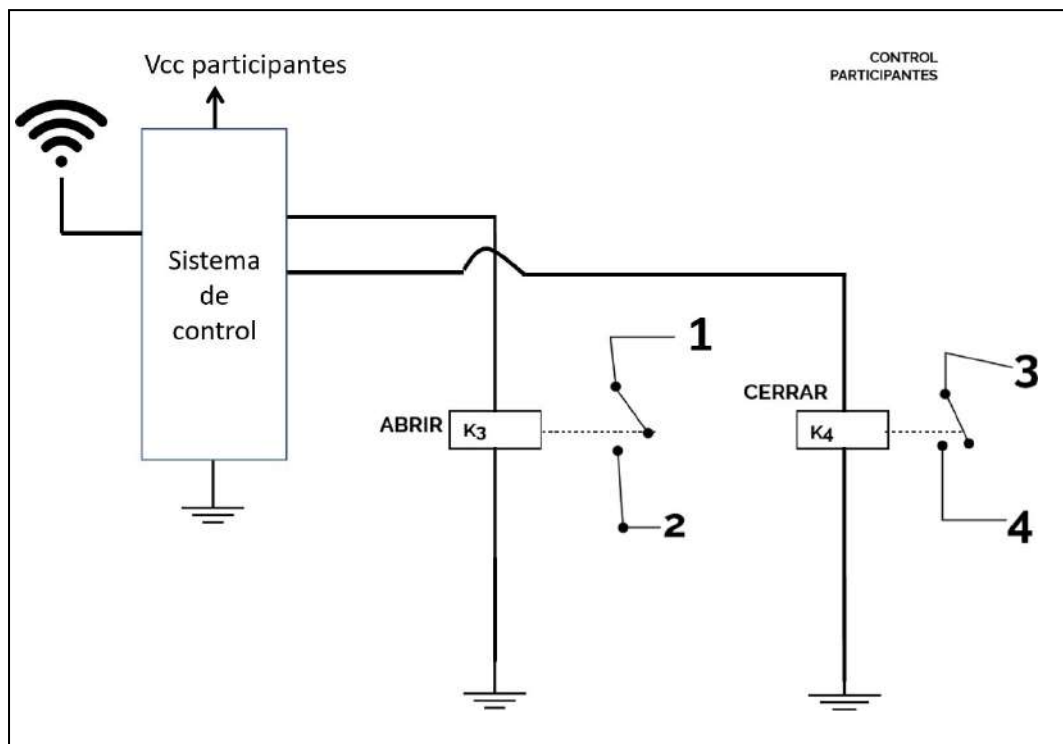 Vcc participantes
CONTROL
PARTICIPANTES
Sistema
de
control
1
ABRIR
K3
2
CERRAR
K4
3
4